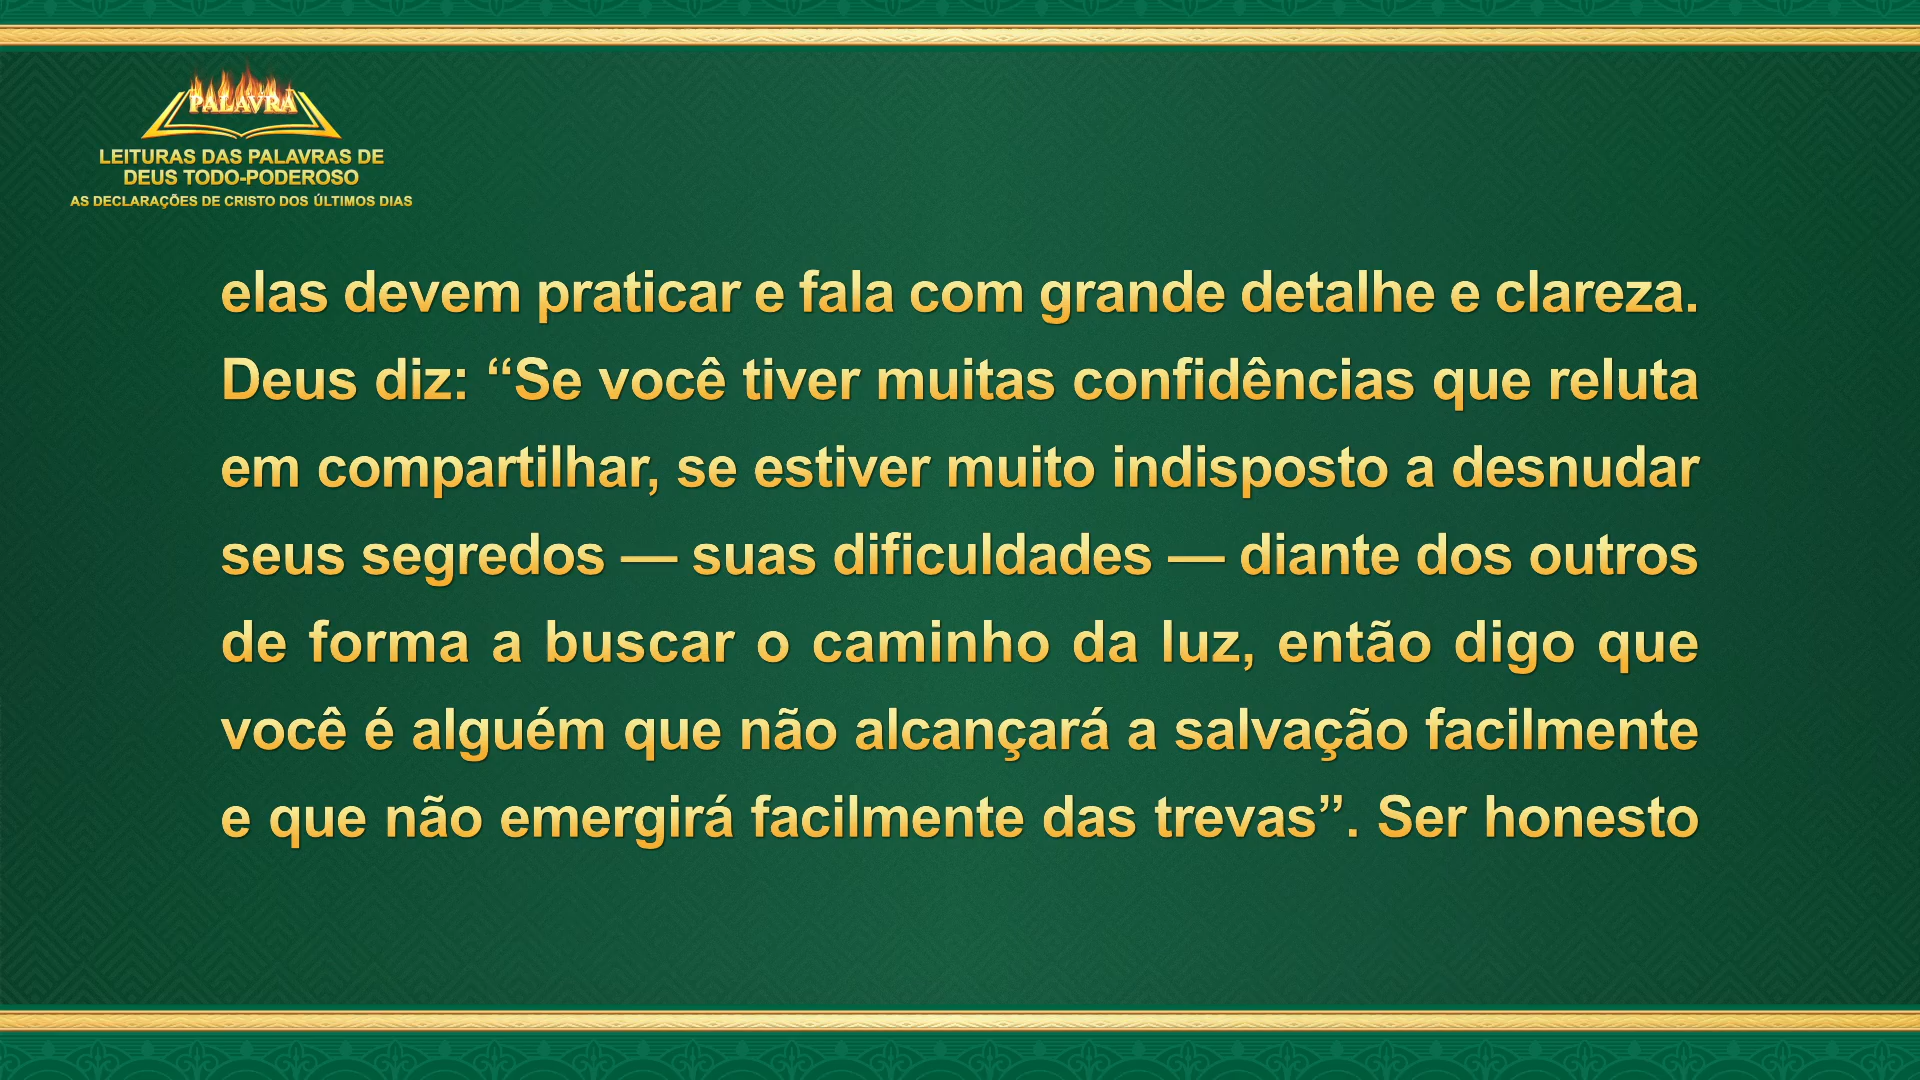 PALAVRA
LEITURAS DAS PALAVRAS DE
DEUS TODO-PODEROSO
AS DECLARAÇÕES DE CRISTO DOS ÚLTIMOS DIAS
elas devem praticar e fala com grande detalhe e clareza.
Deus diz: “Se você tiver muitas confidências que reluta
em compartilhar, se estiver muito indisposto a desnudar
seus segredos — suas dificuldades — diante dos outros
de forma a buscar o caminho da luz, então digo que
você é alguém que não alcançará a salvação facilmente
e que não emergirá facilmente das trevas”. Ser honesto